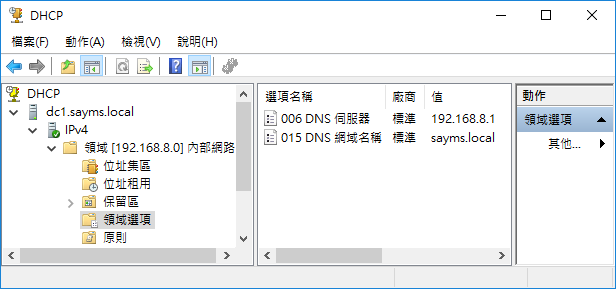 DHCP
檔案(F) 動作(A) 檢視(V) 說明(H)
DHCP
dc1.sayms.local
IPv4
領域 [192.168.8.0] 內部網路
位址集區
位址租用
保留區
領域選項
原則
選項名稱 廠商 值
006 DNS 伺服器 標準 192.168.8.1
015 DNS 網域名稱 標準 sayms.local
動作
領域選項
其他...